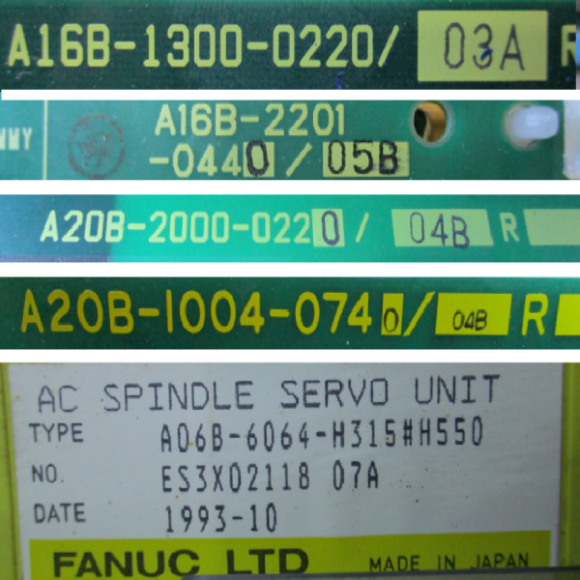 A16B-1300-0220/ 03A R
MMY
A16B-2201
-0440 / 05B
A20B-2000-0220 / 04B R
A20B-1004-0740/04B R
AC SPINDLE SERVO UNIT
TYPE A06B-6064-H315#H550
NO. ES3X02118 07A
DATE 1993-10
FANUC LTD MADE IN JAPAN